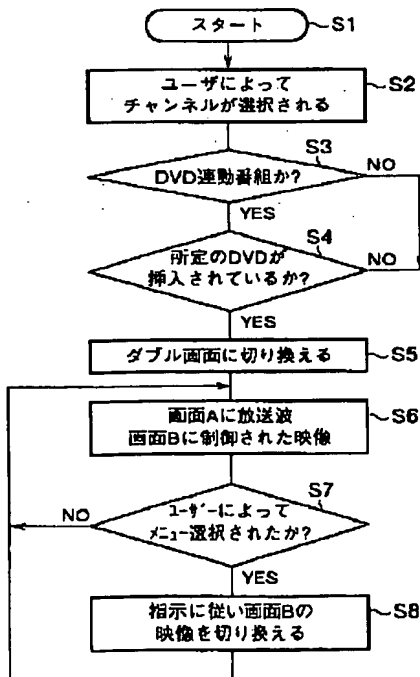 スタート
S1
ユーザによって
チャンネルが選択される
S2
S3
DVD連動番組か?
NO
YES
S4
所定のDVDが
挿入されているか?
NO
YES
ダブル画面に切り換える
S5
画面Aに放送波
画面Bに制御された映像
S6
S7
ユーザーによって
メニュー選択されたか?
NO
YES
指示に従い画面Bの
映像を切り換える
S8